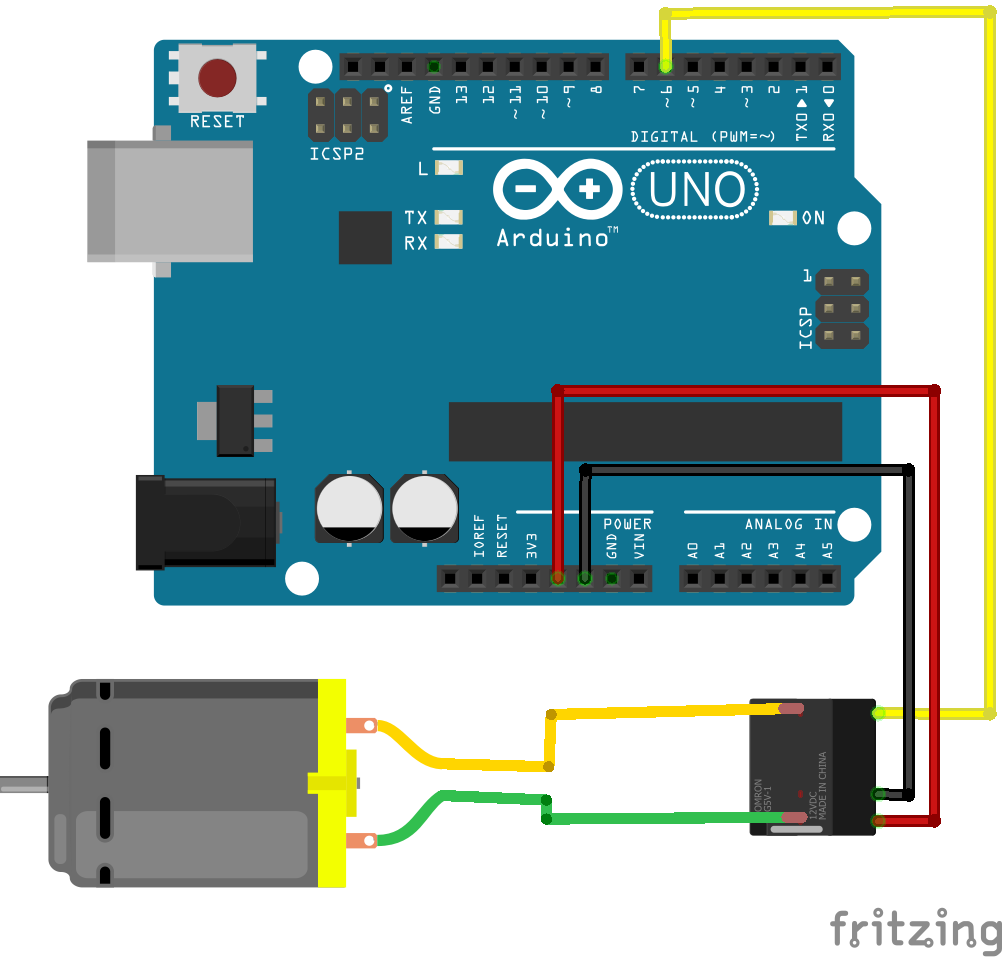 RESET
ICSP2
AREF
GND
13
12
~11
~10
~9
8
7
~6
~5
4
~3
2
TX0▶1
RX0◀0
DIGITAL (PWM=~)
L
TX
RX
UNO
Arduino™
ON
1
ICSP
IOREF
RESET
3V3
GND
VIN
POWER
ANALOG IN
A0
A1
A2
A3
A4
A5
OMRON
G5V-1
12VDC
MADE IN CHINA
fritzing